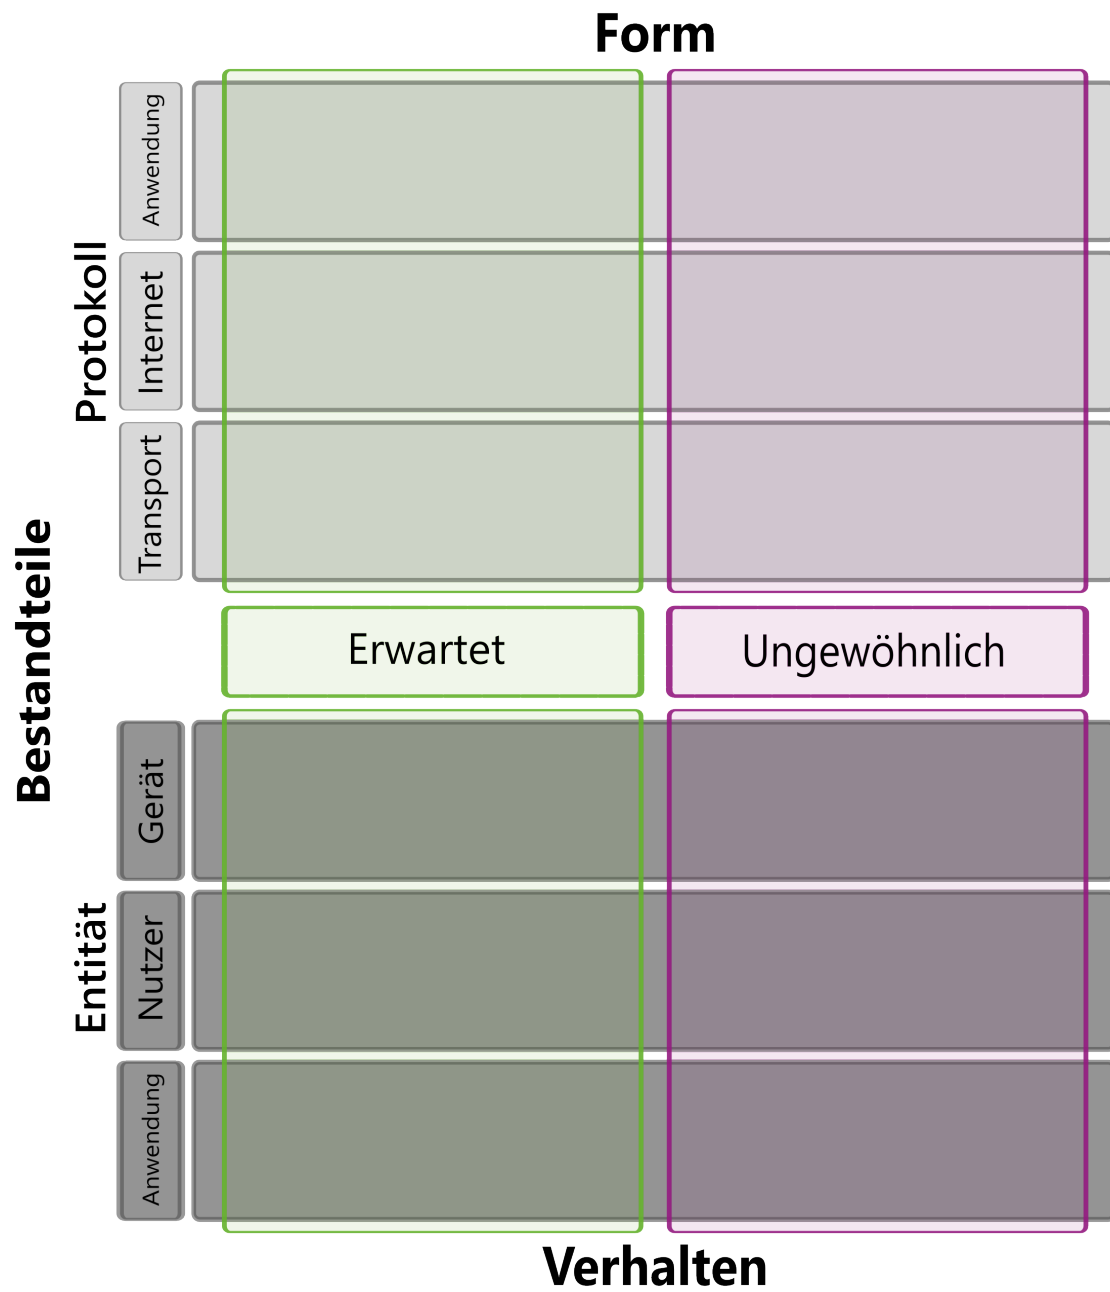 Form
Anwendung
Internet
Protokoll
Transport
Bestandteile
Erwartet
Ungewöhnlich
Gerät
Nutzer
Entität
Anwendung
Verhalten